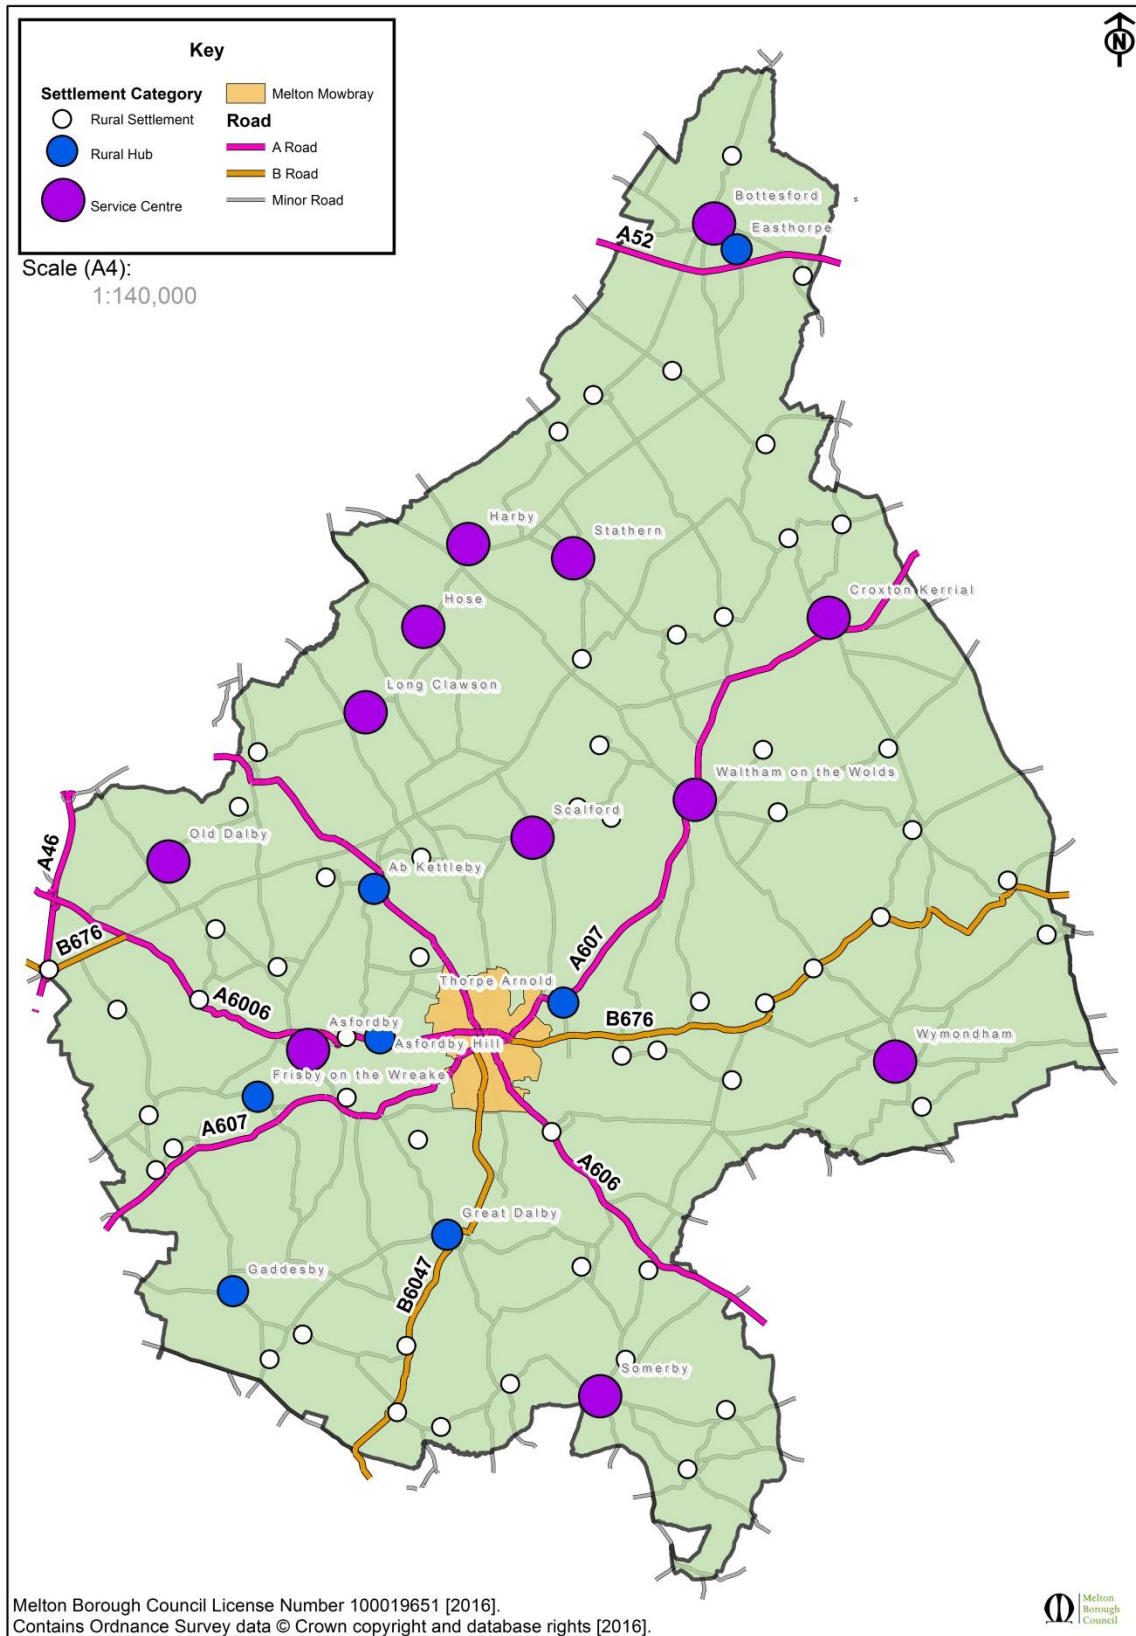 Key
Settlement Category
Rural Settlement
Rural Hub
Service Centre
Melton Mowbray
Road
A Road
B Road
Minor Road
N
Scale (A4):
1:140,000
Bottesford
Easthorpe
A52
Harby
Stathern
Croxton Kerrial
Hose
Long Clawson
Waltham on the Wolds
Scalford
Old Dalby
A46
Ab Kettleby
B676
A607
Thorpe Arnold
A6006
Asfordby
B676
Asfordby Hill
Wymondham
Frisby on the Wreake
A607
A606
Great Dalby
Gaddesby
B6047
Somerby
Melton Borough Council License Number 100019651 [2016].
Contains Ordnance Survey data © Crown copyright and database rights [2016].
Melton
Borough
Council